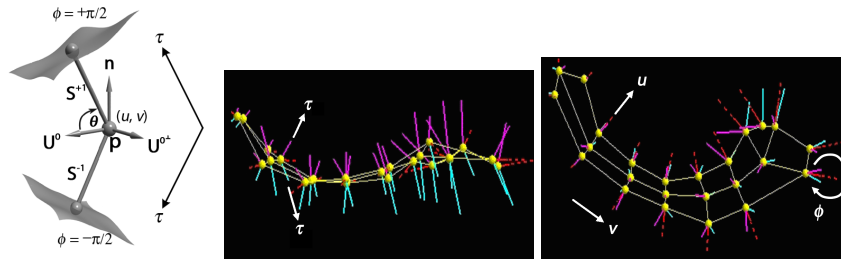 ϕ = +π/2
τ
n
S⁺¹
(u, v)
θ
U⁰
p
U⁰⊥
S⁻¹
τ
ϕ = −π/2
τ
τ
u
v
ϕ